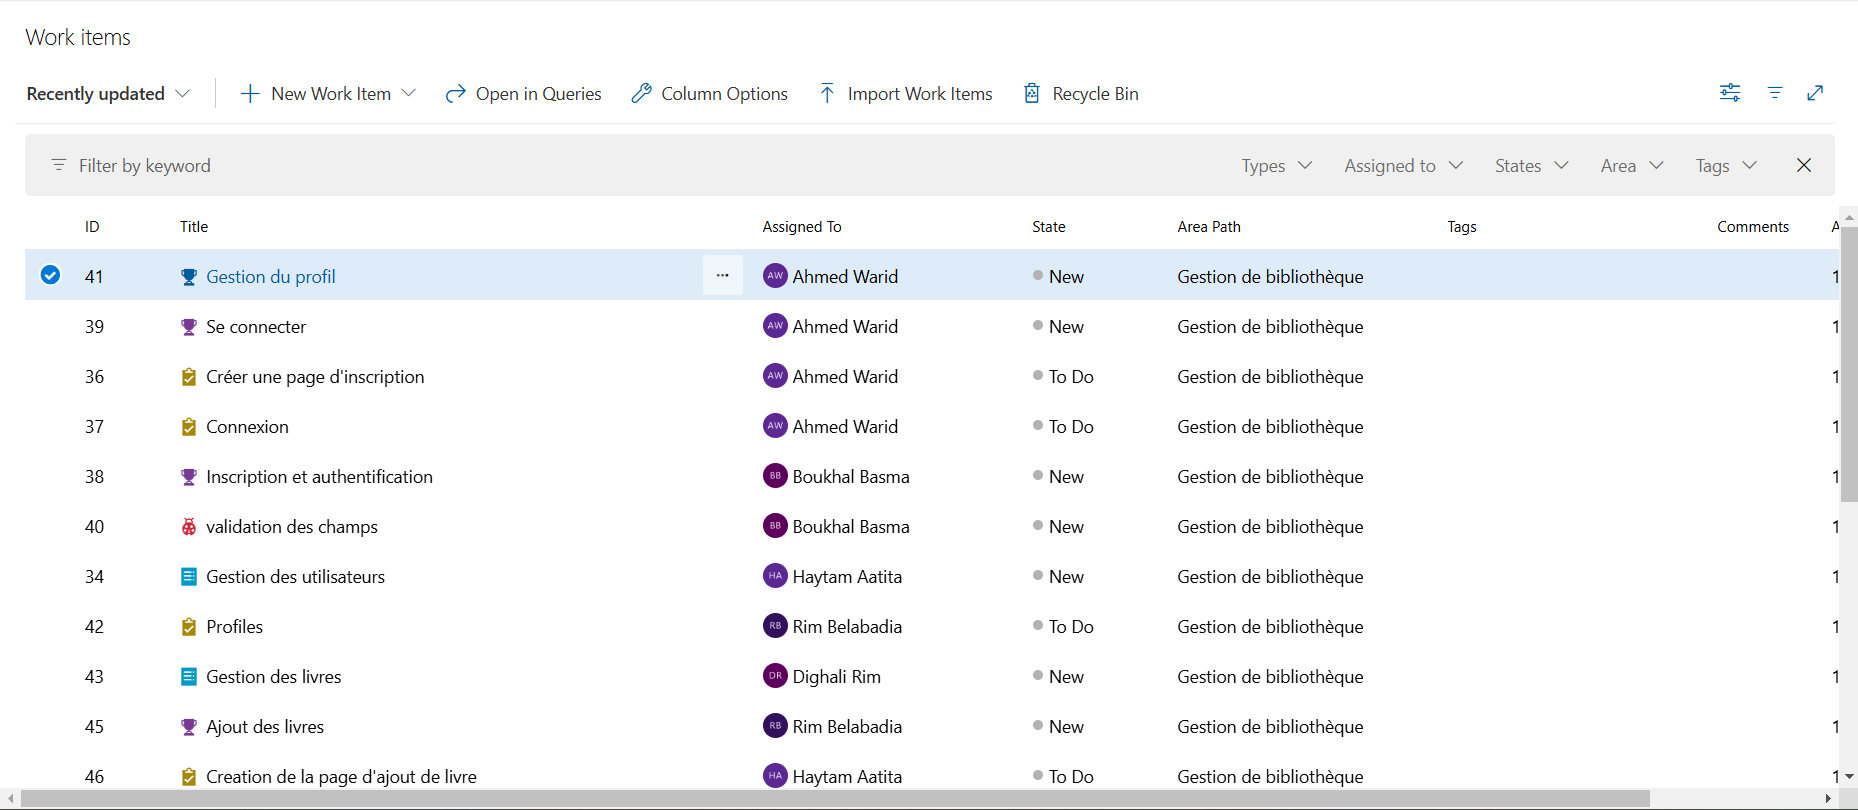 Work items
Recently updated New Work Item Open in Queries Column Options Import Work Items Recycle Bin
Filter by keyword Types Assigned to States Area Tags
ID Title Assigned To State Area Path Tags Comments A
41 Gestion du profil ... AW Ahmed Warid New Gestion de bibliothèque 1
39 Se connecter AW Ahmed Warid New Gestion de bibliothèque 1
36 Créer une page d'inscription AW Ahmed Warid To Do Gestion de bibliothèque 1
37 Connexion AW Ahmed Warid To Do Gestion de bibliothèque 1
38 Inscription et authentification BB Boukhal Basma New Gestion de bibliothèque 1
40 validation des champs BB Boukhal Basma New Gestion de bibliothèque 1
34 Gestion des utilisateurs HA Haytam Aatita New Gestion de bibliothèque 1
42 Profiles RB Rim Belabadia To Do Gestion de bibliothèque 1
43 Gestion des livres DR Dighali Rim New Gestion de bibliothèque 1
45 Ajout des livres RB Rim Belabadia New Gestion de bibliothèque 1
46 Creation de la page d'ajout de livre HA Haytam Aatita To Do Gestion de bibliothèque 1